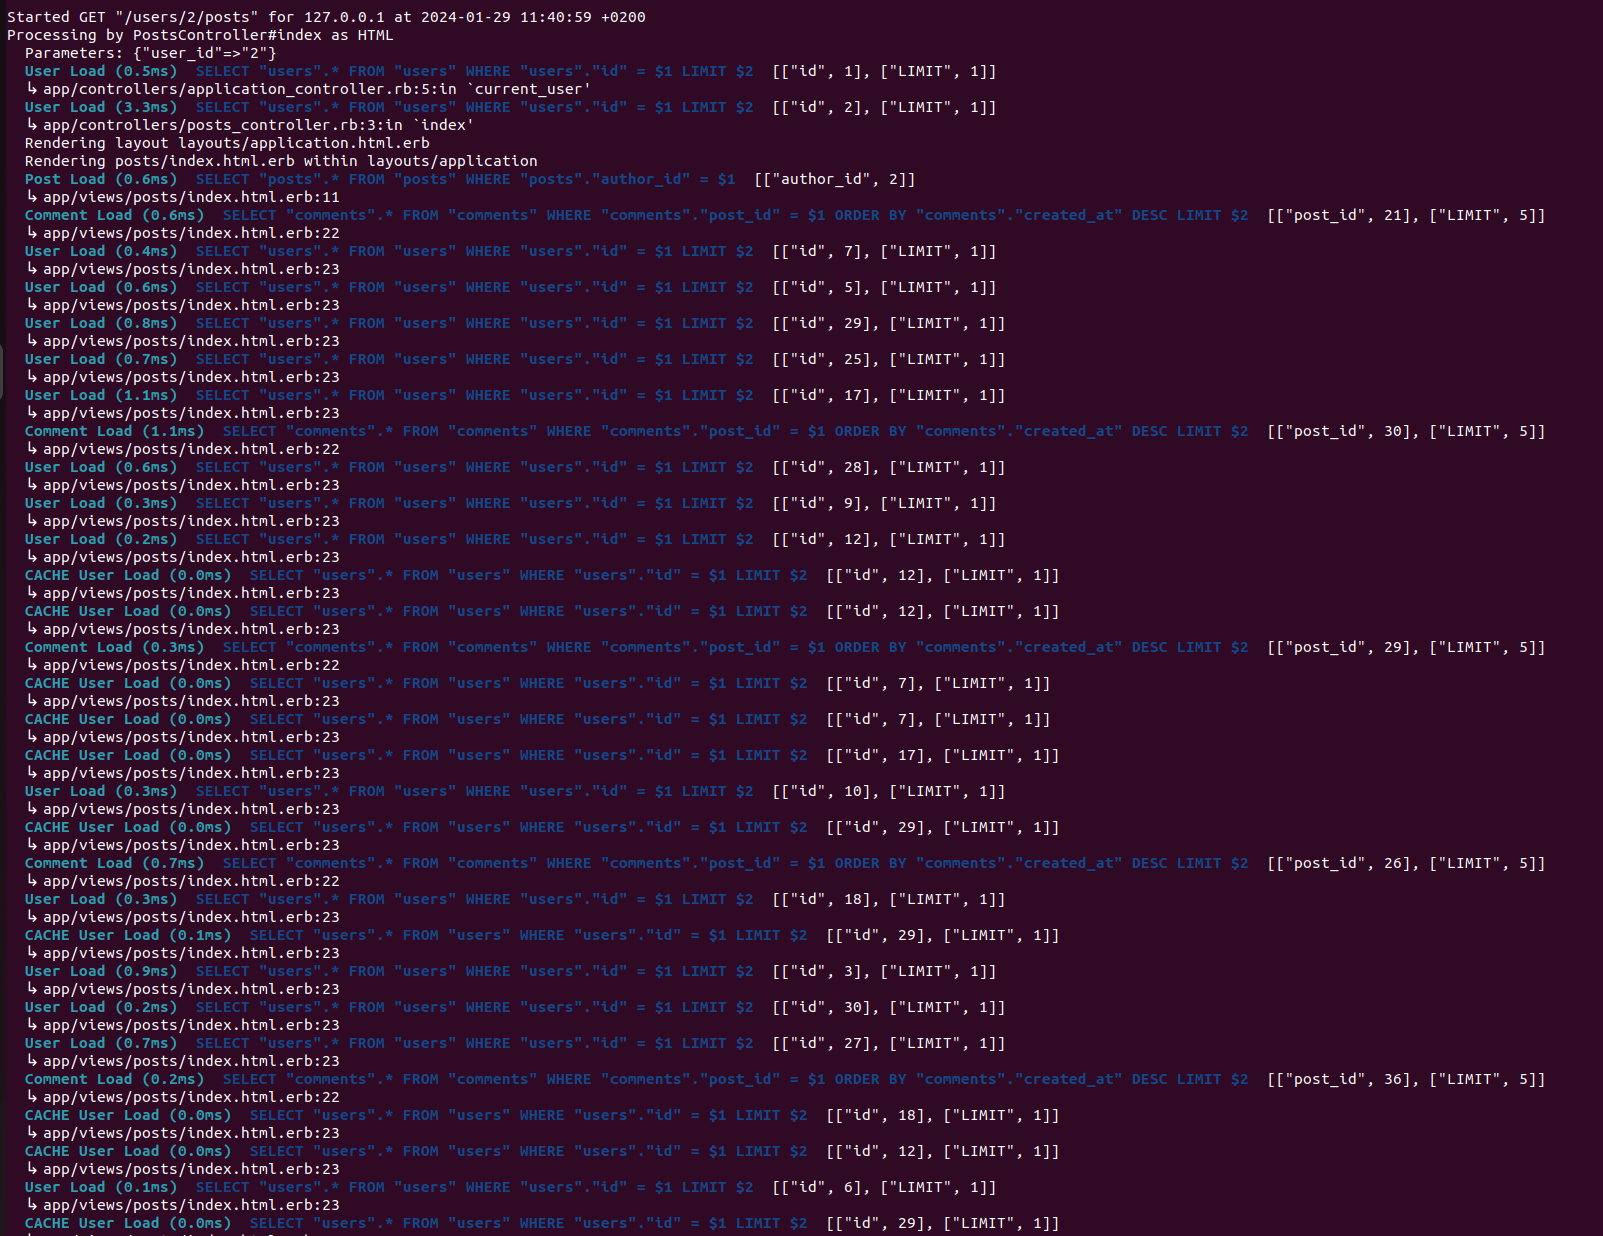 Started GET "/users/2/posts" for 127.0.0.1 at 2024-01-29 11:40:59 +0200
Processing by PostsController#index as HTML
  Parameters: {"user_id"=>"2"}
  User Load (0.5ms)  SELECT "users".* FROM "users" WHERE "users"."id" = $1 LIMIT $2  [["id", 1], ["LIMIT", 1]]
  ↳ app/controllers/application_controller.rb:5:in `current_user'
  User Load (3.3ms)  SELECT "users".* FROM "users" WHERE "users"."id" = $1 LIMIT $2  [["id", 2], ["LIMIT", 1]]
  ↳ app/controllers/posts_controller.rb:3:in `index'
  Rendering layout layouts/application.html.erb
  Rendering posts/index.html.erb within layouts/application
  Post Load (0.6ms)  SELECT "posts".* FROM "posts" WHERE "posts"."author_id" = $1  [["author_id", 2]]
  ↳ app/views/posts/index.html.erb:11
  Comment Load (0.6ms)  SELECT "comments".* FROM "comments" WHERE "comments"."post_id" = $1 ORDER BY "comments"."created_at" DESC LIMIT $2  [["post_id", 21], ["LIMIT", 5]]
  ↳ app/views/posts/index.html.erb:22
  User Load (0.4ms)  SELECT "users".* FROM "users" WHERE "users"."id" = $1 LIMIT $2  [["id", 7], ["LIMIT", 1]]
  ↳ app/views/posts/index.html.erb:23
  User Load (0.6ms)  SELECT "users".* FROM "users" WHERE "users"."id" = $1 LIMIT $2  [["id", 5], ["LIMIT", 1]]
  ↳ app/views/posts/index.html.erb:23
  User Load (0.8ms)  SELECT "users".* FROM "users" WHERE "users"."id" = $1 LIMIT $2  [["id", 29], ["LIMIT", 1]]
  ↳ app/views/posts/index.html.erb:23
  User Load (0.7ms)  SELECT "users".* FROM "users" WHERE "users"."id" = $1 LIMIT $2  [["id", 25], ["LIMIT", 1]]
  ↳ app/views/posts/index.html.erb:23
  User Load (1.1ms)  SELECT "users".* FROM "users" WHERE "users"."id" = $1 LIMIT $2  [["id", 17], ["LIMIT", 1]]
  ↳ app/views/posts/index.html.erb:23
  Comment Load (1.1ms)  SELECT "comments".* FROM "comments" WHERE "comments"."post_id" = $1 ORDER BY "comments"."created_at" DESC LIMIT $2  [["post_id", 30], ["LIMIT", 5]]
  ↳ app/views/posts/index.html.erb:22
  User Load (0.6ms)  SELECT "users".* FROM "users" WHERE "users"."id" = $1 LIMIT $2  [["id", 28], ["LIMIT", 1]]
  ↳ app/views/posts/index.html.erb:23
  User Load (0.3ms)  SELECT "users".* FROM "users" WHERE "users"."id" = $1 LIMIT $2  [["id", 9], ["LIMIT", 1]]
  ↳ app/views/posts/index.html.erb:23
  User Load (0.2ms)  SELECT "users".* FROM "users" WHERE "users"."id" = $1 LIMIT $2  [["id", 12], ["LIMIT", 1]]
  ↳ app/views/posts/index.html.erb:23
  CACHE User Load (0.0ms)  SELECT "users".* FROM "users" WHERE "users"."id" = $1 LIMIT $2  [["id", 12], ["LIMIT", 1]]
  ↳ app/views/posts/index.html.erb:23
  CACHE User Load (0.0ms)  SELECT "users".* FROM "users" WHERE "users"."id" = $1 LIMIT $2  [["id", 12], ["LIMIT", 1]]
  ↳ app/views/posts/index.html.erb:23
  Comment Load (0.3ms)  SELECT "comments".* FROM "comments" WHERE "comments"."post_id" = $1 ORDER BY "comments"."created_at" DESC LIMIT $2  [["post_id", 29], ["LIMIT", 5]]
  ↳ app/views/posts/index.html.erb:22
  CACHE User Load (0.0ms)  SELECT "users".* FROM "users" WHERE "users"."id" = $1 LIMIT $2  [["id", 7], ["LIMIT", 1]]
  ↳ app/views/posts/index.html.erb:23
  CACHE User Load (0.0ms)  SELECT "users".* FROM "users" WHERE "users"."id" = $1 LIMIT $2  [["id", 7], ["LIMIT", 1]]
  ↳ app/views/posts/index.html.erb:23
  CACHE User Load (0.0ms)  SELECT "users".* FROM "users" WHERE "users"."id" = $1 LIMIT $2  [["id", 17], ["LIMIT", 1]]
  ↳ app/views/posts/index.html.erb:23
  User Load (0.3ms)  SELECT "users".* FROM "users" WHERE "users"."id" = $1 LIMIT $2  [["id", 10], ["LIMIT", 1]]
  ↳ app/views/posts/index.html.erb:23
  CACHE User Load (0.0ms)  SELECT "users".* FROM "users" WHERE "users"."id" = $1 LIMIT $2  [["id", 29], ["LIMIT", 1]]
  ↳ app/views/posts/index.html.erb:23
  Comment Load (0.7ms)  SELECT "comments".* FROM "comments" WHERE "comments"."post_id" = $1 ORDER BY "comments"."created_at" DESC LIMIT $2  [["post_id", 26], ["LIMIT", 5]]
  ↳ app/views/posts/index.html.erb:22
  User Load (0.3ms)  SELECT "users".* FROM "users" WHERE "users"."id" = $1 LIMIT $2  [["id", 18], ["LIMIT", 1]]
  ↳ app/views/posts/index.html.erb:23
  CACHE User Load (0.1ms)  SELECT "users".* FROM "users" WHERE "users"."id" = $1 LIMIT $2  [["id", 29], ["LIMIT", 1]]
  ↳ app/views/posts/index.html.erb:23
  User Load (0.9ms)  SELECT "users".* FROM "users" WHERE "users"."id" = $1 LIMIT $2  [["id", 3], ["LIMIT", 1]]
  ↳ app/views/posts/index.html.erb:23
  User Load (0.2ms)  SELECT "users".* FROM "users" WHERE "users"."id" = $1 LIMIT $2  [["id", 30], ["LIMIT", 1]]
  ↳ app/views/posts/index.html.erb:23
  User Load (0.7ms)  SELECT "users".* FROM "users" WHERE "users"."id" = $1 LIMIT $2  [["id", 27], ["LIMIT", 1]]
  ↳ app/views/posts/index.html.erb:23
  Comment Load (0.2ms)  SELECT "comments".* FROM "comments" WHERE "comments"."post_id" = $1 ORDER BY "comments"."created_at" DESC LIMIT $2  [["post_id", 36], ["LIMIT", 5]]
  ↳ app/views/posts/index.html.erb:22
  CACHE User Load (0.0ms)  SELECT "users".* FROM "users" WHERE "users"."id" = $1 LIMIT $2  [["id", 18], ["LIMIT", 1]]
  ↳ app/views/posts/index.html.erb:23
  CACHE User Load (0.0ms)  SELECT "users".* FROM "users" WHERE "users"."id" = $1 LIMIT $2  [["id", 12], ["LIMIT", 1]]
  ↳ app/views/posts/index.html.erb:23
  User Load (0.1ms)  SELECT "users".* FROM "users" WHERE "users"."id" = $1 LIMIT $2  [["id", 6], ["LIMIT", 1]]
  ↳ app/views/posts/index.html.erb:23
  CACHE User Load (0.0ms)  SELECT "users".* FROM "users" WHERE "users"."id" = $1 LIMIT $2  [["id", 29], ["LIMIT", 1]]